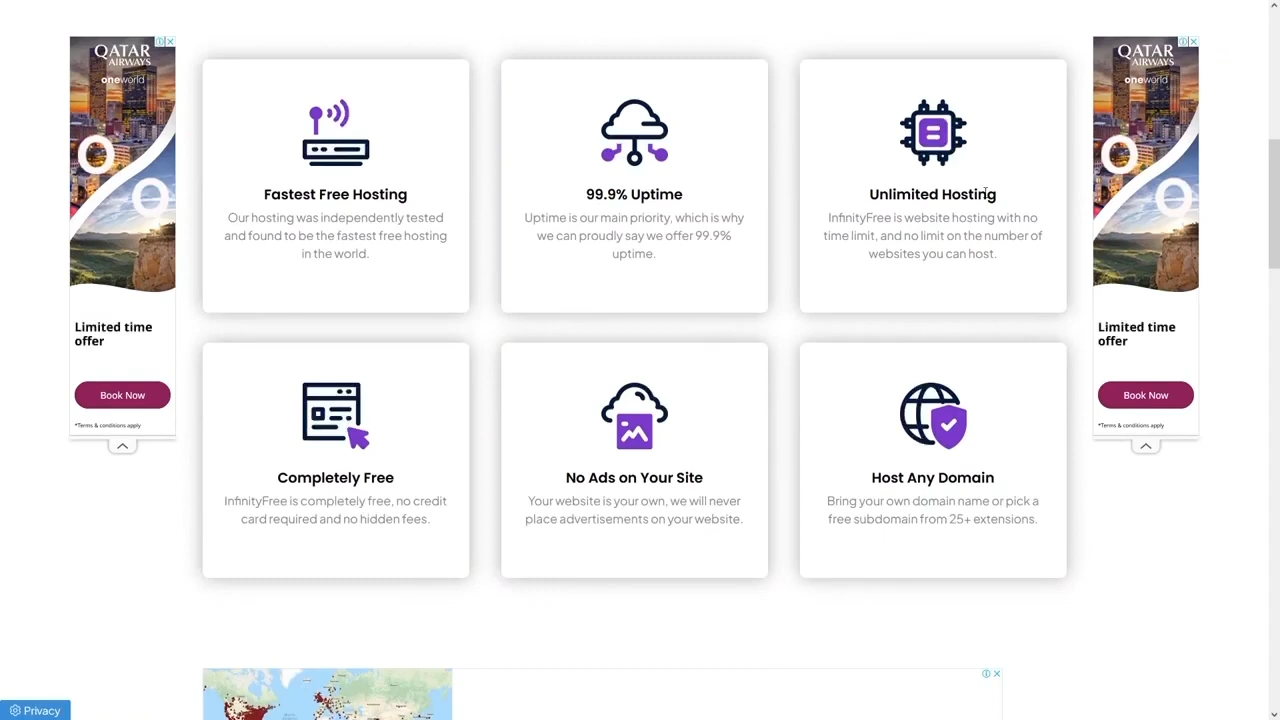 QATAR
AIRWAYS
oneworld
Limited time
offer
Book Now
*Terms & conditions apply
Fastest Free Hosting
Our hosting was independently tested
and found to be the fastest free hosting
in the world.
99.9% Uptime
Uptime is our main priority, which is why
we can proudly say we offer 99.9%
uptime.
Unlimited Hosting
InfinityFree is website hosting with no
time limit, and no limit on the number of
websites you can host.
Completely Free
InfinityFree is completely free, no credit
card required and no hidden fees.
No Ads on Your Site
Your website is your own, we will never
place advertisements on your website.
Host Any Domain
Bring your own domain name or pick a
free subdomain from 25+ extensions.
QATAR
AIRWAYS
oneworld
Limited time
offer
Book Now
*Terms & conditions apply
Privacy